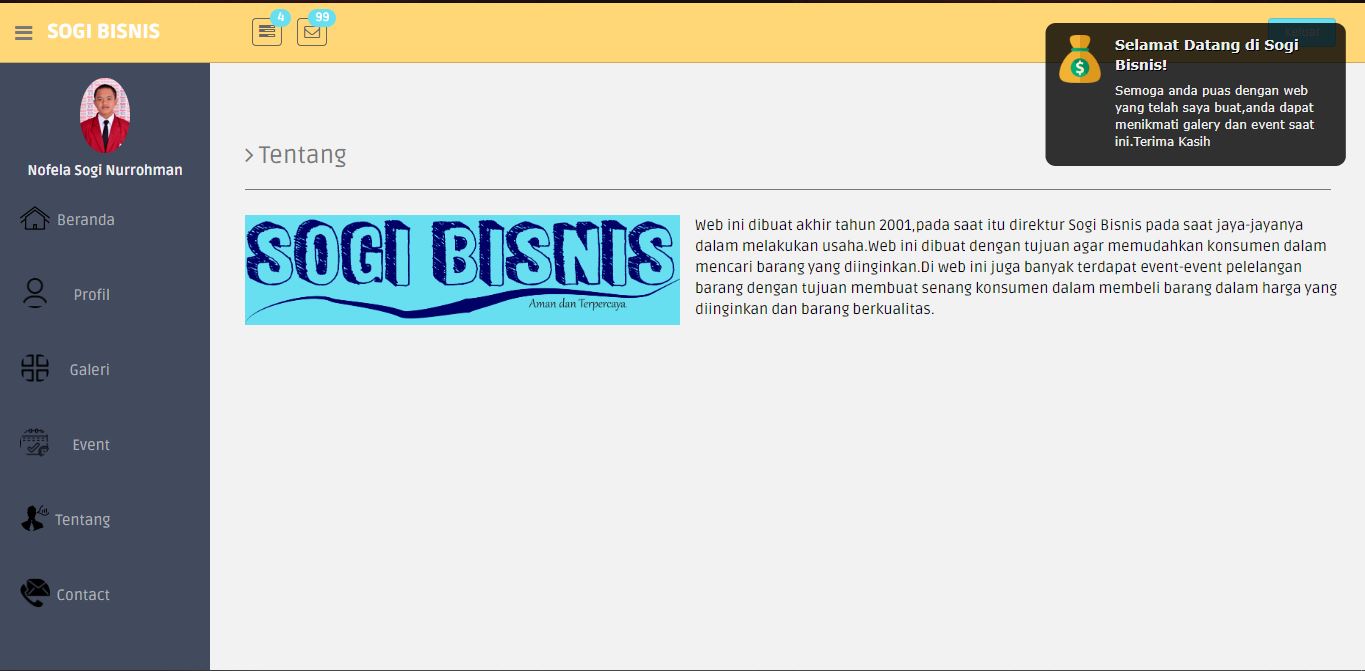 SOGI BISNIS
4
99
Keluar
Selamat Datang di Sogi
Bisnis!
Semoga anda puas dengan web
yang telah saya buat,anda dapat
menikmati galery dan event saat
ini.Terima Kasih
Nofela Sogi Nurrohman
Beranda
Profil
Galeri
Event
Tentang
Contact
> Tentang
SOGI BISNIS
Aman dan Terpercaya
Web ini dibuat akhir tahun 2001,pada saat itu direktur Sogi Bisnis pada saat jaya-jayanya
dalam melakukan usaha.Web ini dibuat dengan tujuan agar memudahkan konsumen dalam
mencari barang yang diinginkan.Di web ini juga banyak terdapat event-event pelelangan
barang dengan tujuan membuat senang konsumen dalam membeli barang dalam harga yang
diinginkan dan barang berkualitas.